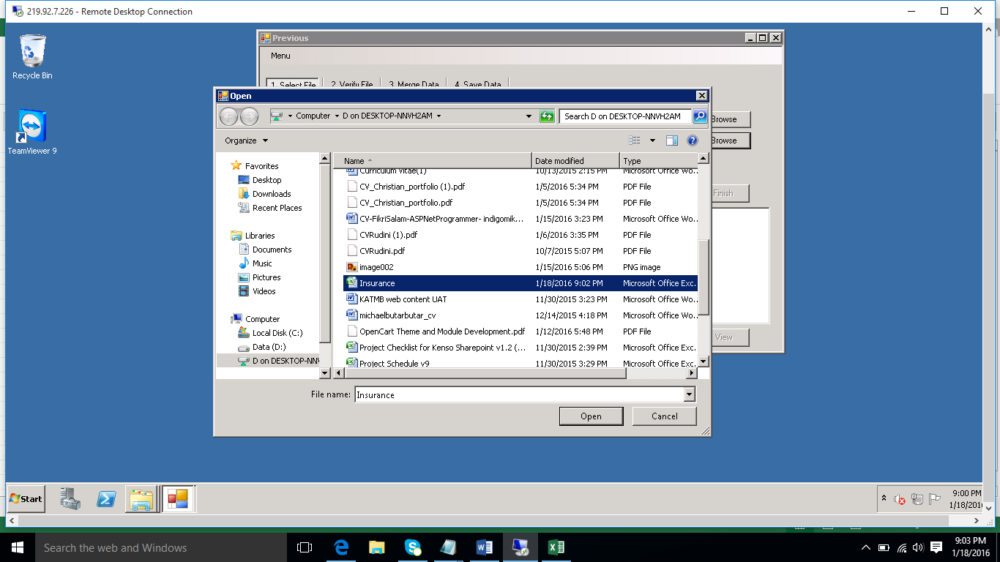 219.92.7.226 - Remote Desktop Connection
Recycle Bin
TeamViewer 9
Previous
Menu
1. Select File 2. Verify File 3. Merge Data 4. Save Data
Browse
Browse
Finish
View
Open
Computer D on DESKTOP-NNVH2AM
Search D on DESKTOP-NNVH2AM
Organize
Favorites
Desktop
Downloads
Recent Places
Libraries
Documents
Music
Pictures
Videos
Computer
Local Disk (C:)
Data (D:)
D on DESKTOP-NNV
Name Date modified Type
Curriculum Vitae(1) 10/13/2015 2:15 PM Microsoft Office Wo...
CV_Christian_portfolio (1).pdf 1/5/2016 5:34 PM PDF File
CV_Christian_portfolio.pdf 1/5/2016 5:34 PM PDF File
CV-FikriSalam-ASPNetProgrammer- indigomik... 1/15/2016 3:23 PM Microsoft Office Wo...
CVRudini (1).pdf 1/6/2016 3:35 PM PDF File
CVRudini.pdf 10/7/2015 5:07 PM PDF File
image002 1/15/2016 5:06 PM PNG image
Insurance 1/18/2016 9:02 PM Microsoft Office Exc...
KATMB web content UAT 11/30/2015 3:23 PM Microsoft Office Wo...
michaelbutarbutar_cv 12/14/2015 4:18 PM Microsoft Office Wo...
OpenCart Theme and Module Development.pdf 1/12/2016 5:48 PM PDF File
Project Checklist for Kenso Sharepoint v1.2 (... 11/30/2015 2:39 PM Microsoft Office Exc...
Project Schedule v9 11/30/2015 3:29 PM Microsoft Office Exc...
File name: Insurance
Open Cancel
Start
9:00 PM
1/18/2016
Search the web and Windows
9:03 PM
1/18/2016